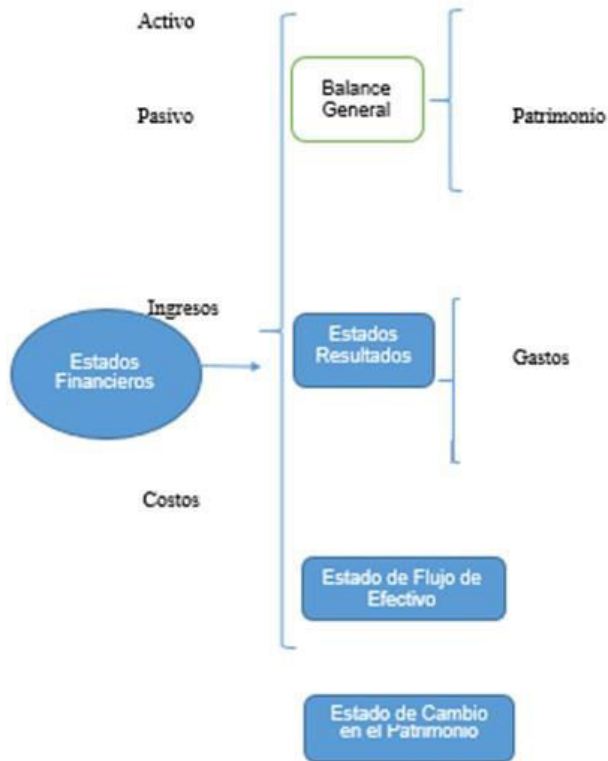 Activo
Balance
General
Pasivo
Patrimonio
Ingresos
Estados
Financieros
Estados
Resultados
Gastos
Costos
Estado de Flujo de
Efectivo
Estado de Cambio
en el Patrimonio